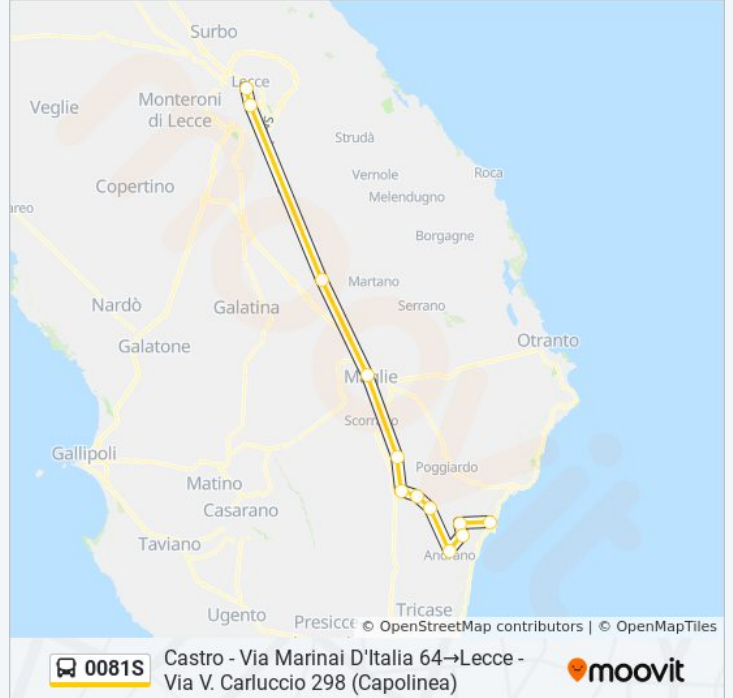 Surbo
Lecce
Veglie
Monteroni
di Lecce
Strudà
Vernole
Roca
Copertino
Melendugno
areo
Borgagne
Martano
Nardò
Galatina
Serrano
Galatone
Otranto
Maglie
Scorrano
Gallipoli
Poggiardo
Matino
Casarano
Taviano
Andrano
Ugento
Presicce
Tricase
© OpenStreetMap contributors | © OpenMapTiles
0081S
Castro - Via Marinai D'Italia 64→Lecce -
Via V. Carluccio 298 (Capolinea)
moovit